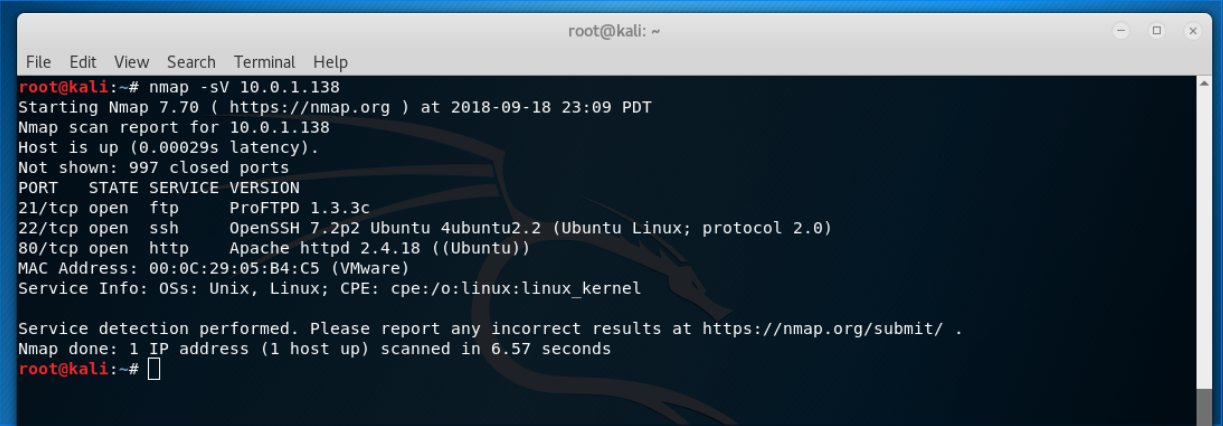 root@kali: ~
File Edit View Search Terminal Help
root@kali:~# nmap -sV 10.0.1.138
Starting Nmap 7.70 ( https://nmap.org ) at 2018-09-18 23:09 PDT
Nmap scan report for 10.0.1.138
Host is up (0.00029s latency).
Not shown: 997 closed ports
PORT   STATE SERVICE VERSION
21/tcp open  ftp     ProFTPD 1.3.3c
22/tcp open  ssh     OpenSSH 7.2p2 Ubuntu 4ubuntu2.2 (Ubuntu Linux; protocol 2.0)
80/tcp open  http    Apache httpd 2.4.18 ((Ubuntu))
MAC Address: 00:0C:29:05:B4:C5 (VMware)
Service Info: OSs: Unix, Linux; CPE: cpe:/o:linux:linux_kernel
Service detection performed. Please report any incorrect results at https://nmap.org/submit/ .
Nmap done: 1 IP address (1 host up) scanned in 6.57 seconds
root@kali:~#